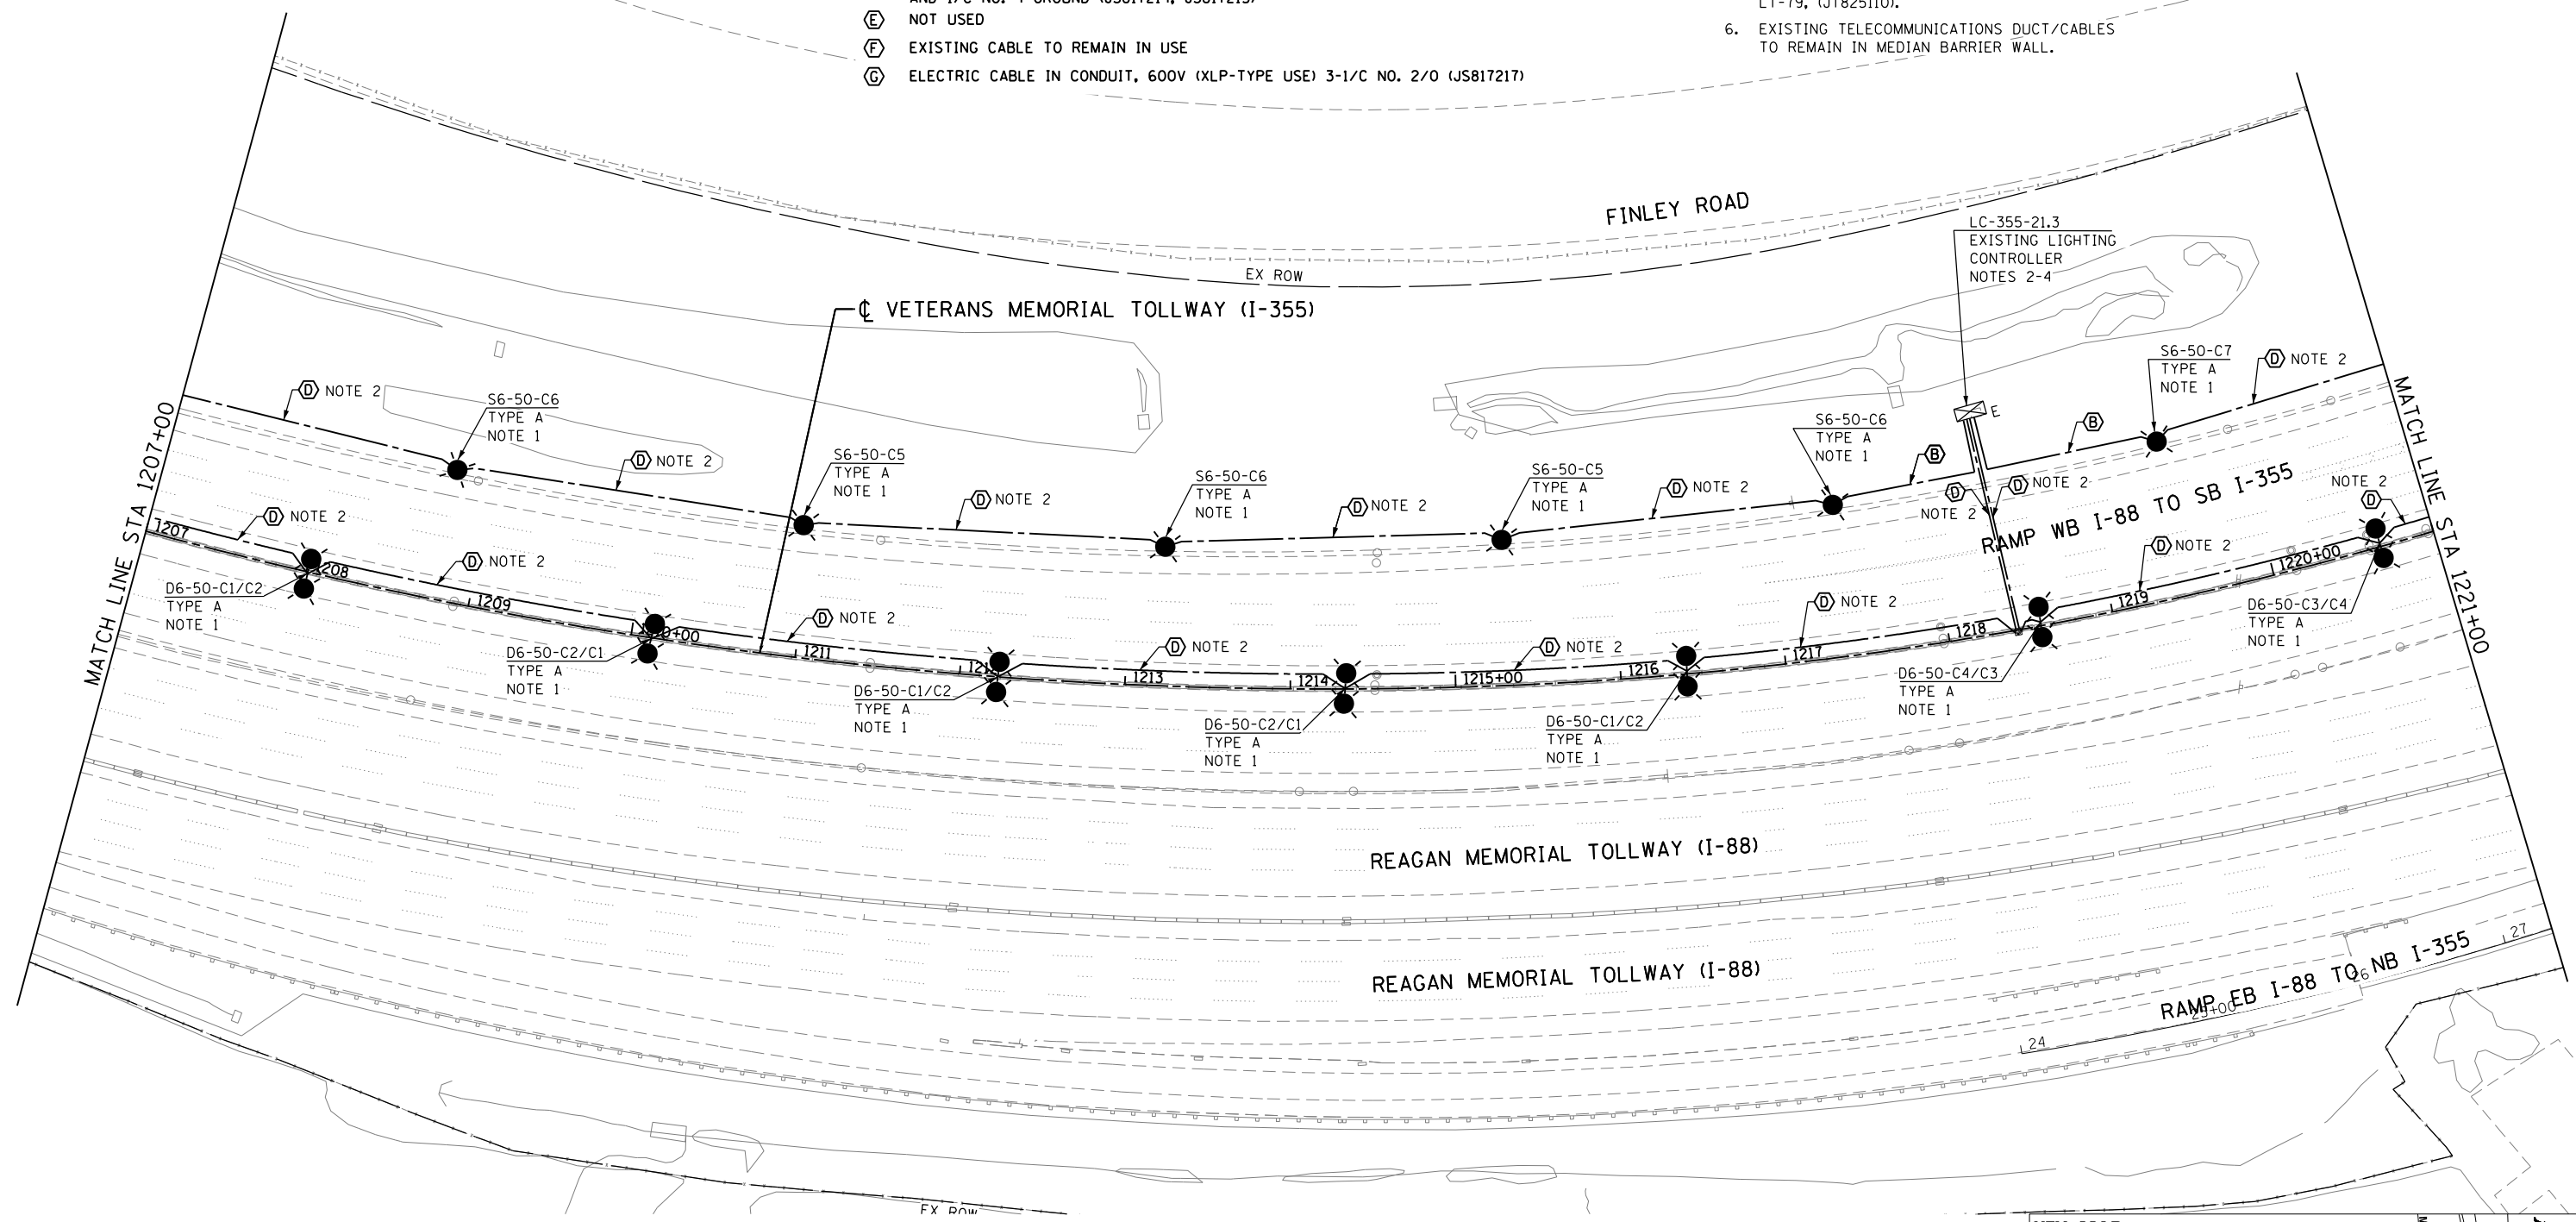 E NOT USED
F EXISTING CABLE TO REMAIN IN USE
G ELECTRIC CABLE IN CONDUIT, 600V (XLP-TYPE USE) 3-1/C NO. 2/0 (JS817217)
LT-79, (JT825110).
6. EXISTING TELECOMMUNICATIONS DUCT/CABLES
TO REMAIN IN MEDIAN BARRIER WALL.
FINLEY ROAD
EX ROW
LC-355-21.3
EXISTING LIGHTING
CONTROLLER
NOTES 2-4
E
℄ VETERANS MEMORIAL TOLLWAY (I-355)
MATCH LINE STA 1207+00
MATCH LINE STA 1221+00
D NOTE 2
S6-50-C6
TYPE A
NOTE 1
D NOTE 2
S6-50-C5
TYPE A
NOTE 1
D NOTE 2
S6-50-C6
TYPE A
NOTE 1
D NOTE 2
S6-50-C5
TYPE A
NOTE 1
D NOTE 2
S6-50-C6
TYPE A
NOTE 1
B
B
S6-50-C7
TYPE A
NOTE 1
D NOTE 2
D
NOTE 2
D NOTE 2
RAMP WB I-88 TO SB I-355
NOTE 2
D
D NOTE 2
D NOTE 2
D NOTE 2
D NOTE 2
D NOTE 2
D NOTE 2
D NOTE 2
1207
1208
1209
1211
1213
1214
1215+00
1216
1217
1218
1219
1220+00
D6-50-C1/C2
TYPE A
NOTE 1
D6-50-C2/C1
TYPE A
NOTE 1
D6-50-C1/C2
TYPE A
NOTE 1
D6-50-C2/C1
TYPE A
NOTE 1
D6-50-C1/C2
TYPE A
NOTE 1
D6-50-C4/C3
TYPE A
NOTE 1
D6-50-C3/C4
TYPE A
NOTE 1
REAGAN MEMORIAL TOLLWAY (I-88)
REAGAN MEMORIAL TOLLWAY (I-88)
RAMP EB I-88 TO NB I-355
24
25+00
26
27
EX ROW